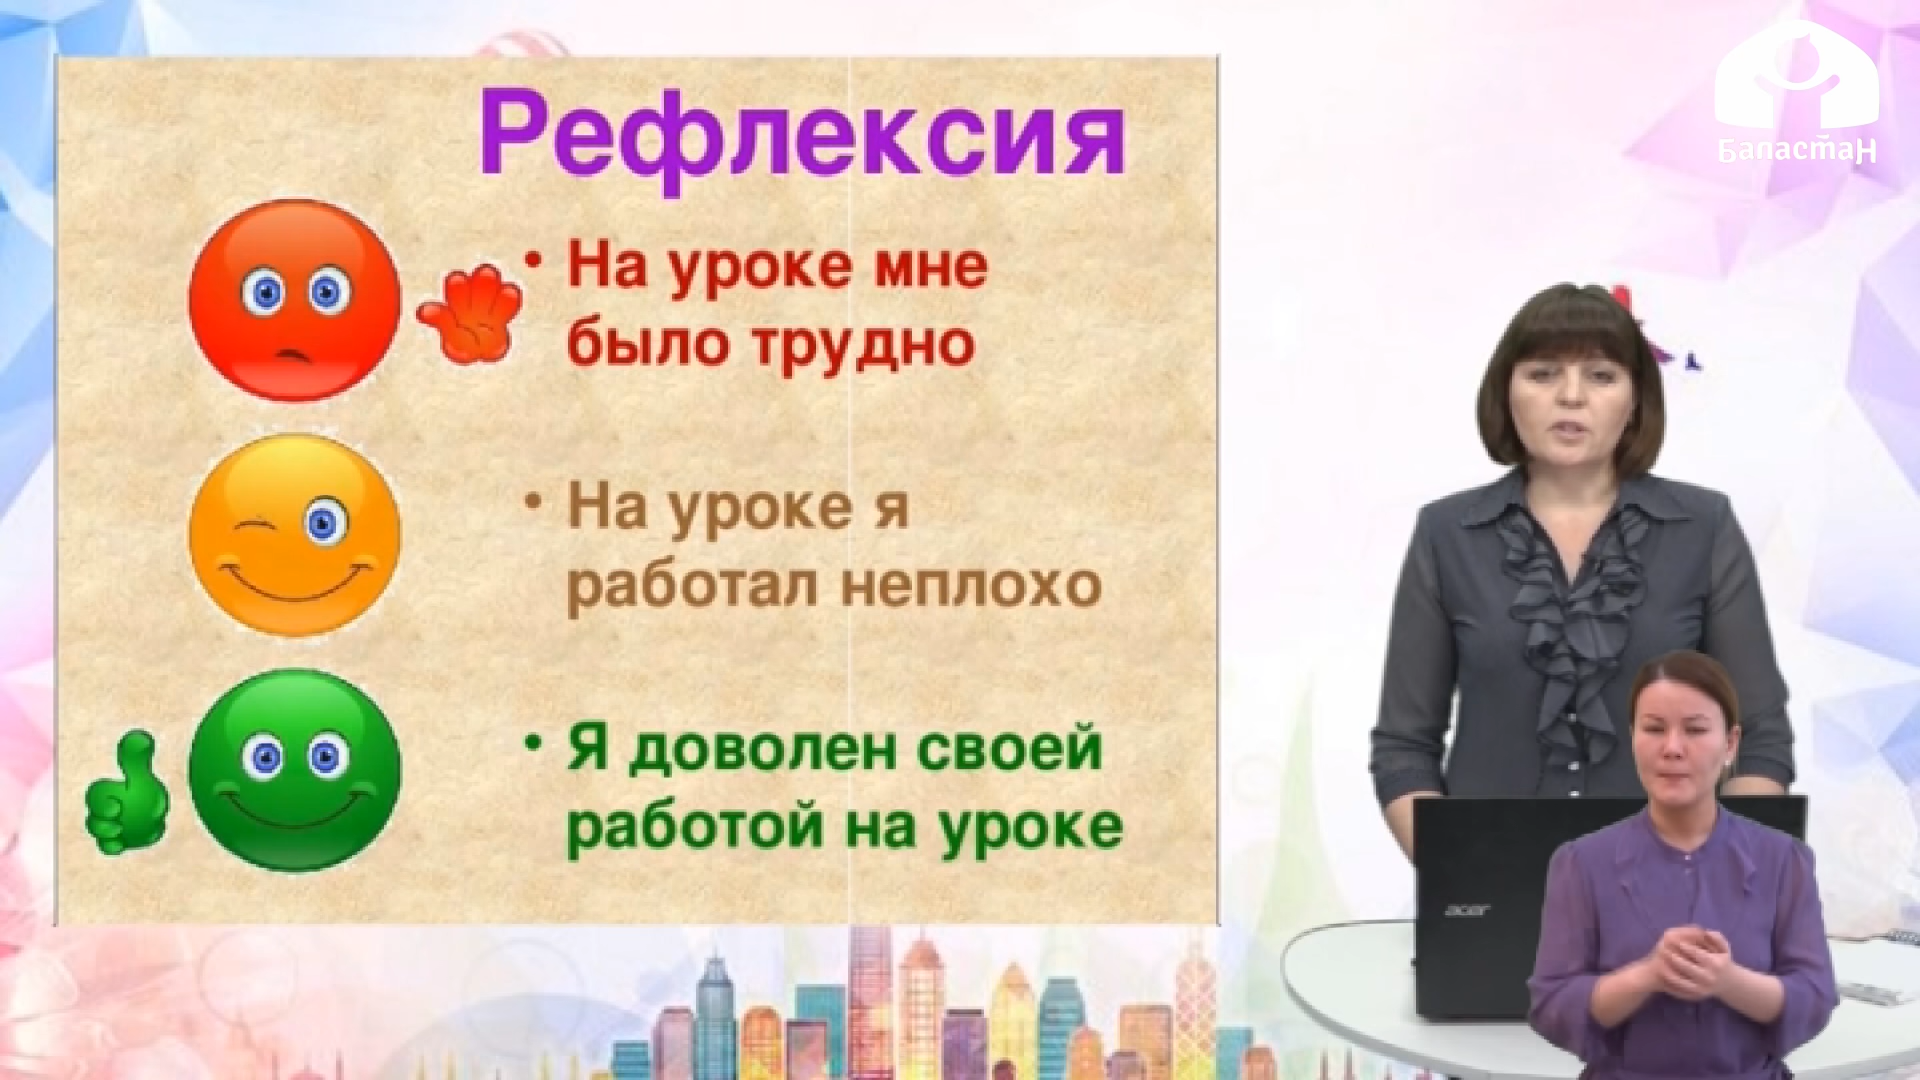 Баластан
Рефлексия
• На уроке мне
было трудно
• На уроке я
работал неплохо
• Я доволен своей
работой на уроке
acer